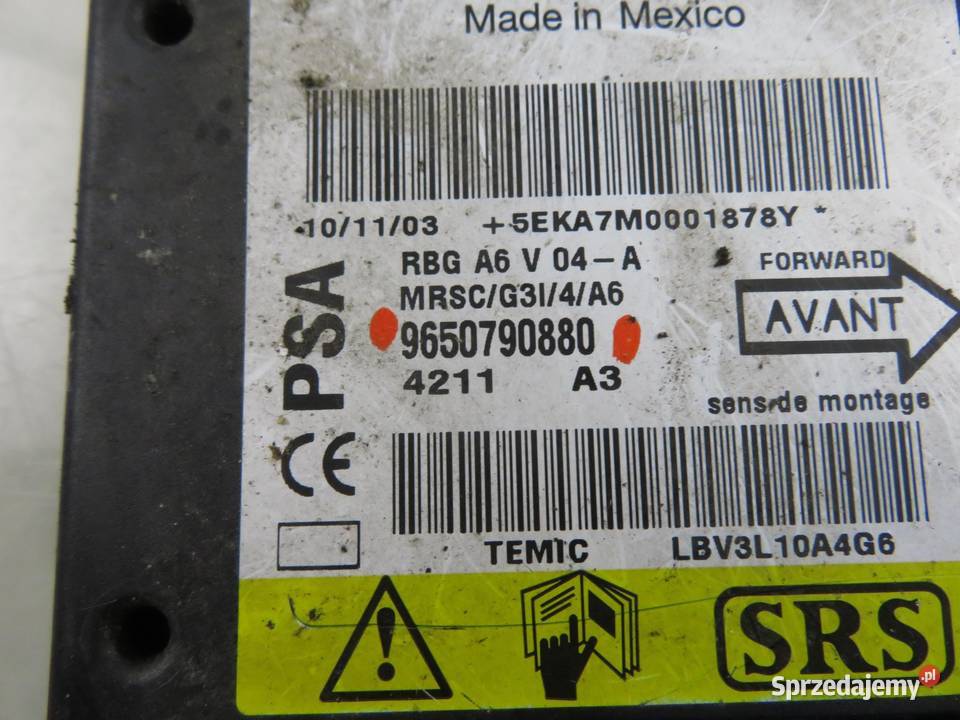 Made in Mexico
10/11/03 +5EKA7M0001878Y *
RBG A6 V 04-A
MRSC/G3I/4/A6
PSA
9650790880
4211 A3
FORWARD
AVANT
sens de montage
CE
TEMIC LBV3L10A4G6
!
SRS
Sprzedajemy.pl